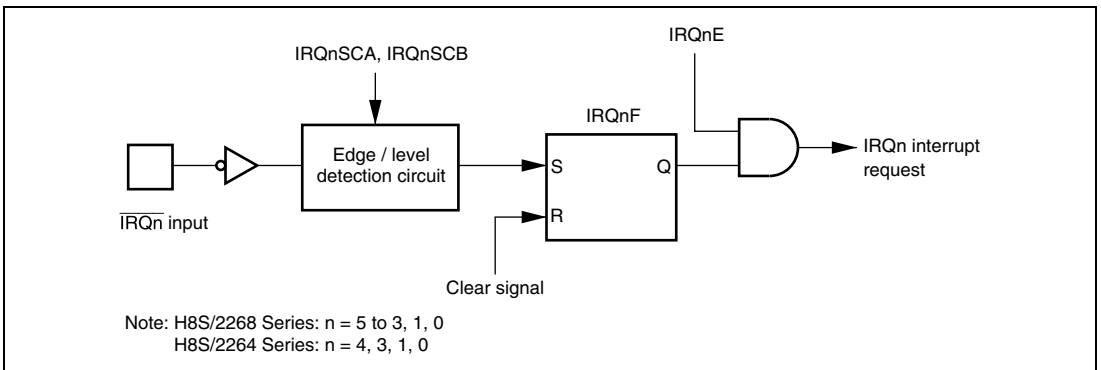 IRQnSCA, IRQnSCB
IRQnE
IRQnF
Edge / level
detection circuit
S
Q
R
IRQn interrupt
request
IRQn input
Clear signal
Note: H8S/2268 Series: n = 5 to 3, 1, 0
H8S/2264 Series: n = 4, 3, 1, 0